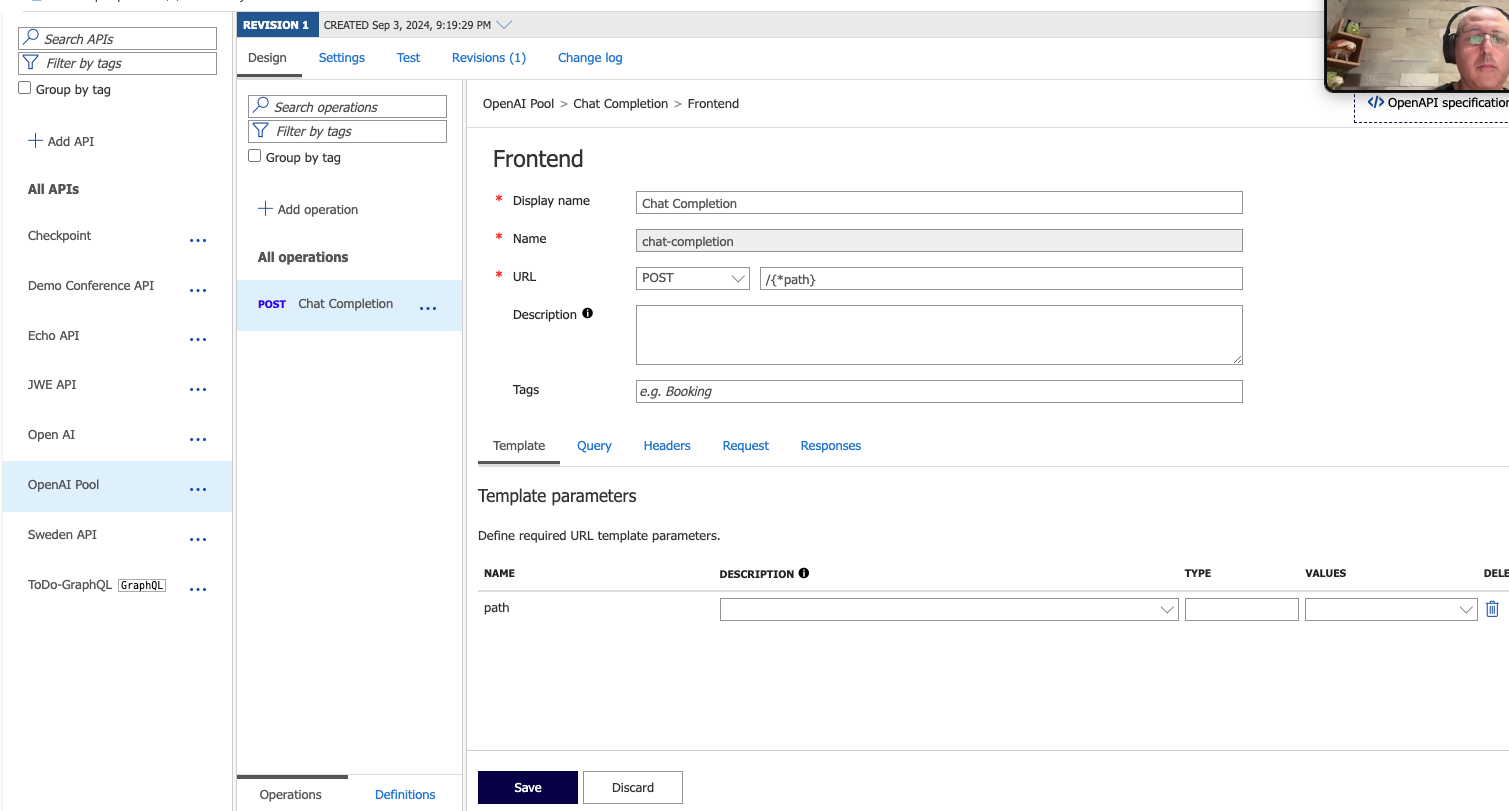 REVISION 1 CREATED Sep 3, 2024, 9:19:29 PM
Search APIs
Filter by tags
Group by tag
Add API
All APIs
Checkpoint ...
Demo Conference API ...
Echo API ...
JWE API ...
Open AI ...
OpenAI Pool ...
Sweden API ...
ToDo-GraphQL GraphQL ...
Design Settings Test Revisions (1) Change log
Search operations
Filter by tags
Group by tag
Add operation
All operations
POST Chat Completion ...
Operations Definitions
OpenAI Pool > Chat Completion > Frontend
</> OpenAPI specification
Frontend
* Display name Chat Completion
* Name chat-completion
* URL POST /{*path}
Description
Tags e.g. Booking
Template Query Headers Request Responses
Template parameters
Define required URL template parameters.
NAME DESCRIPTION TYPE VALUES DELE
path
Save Discard